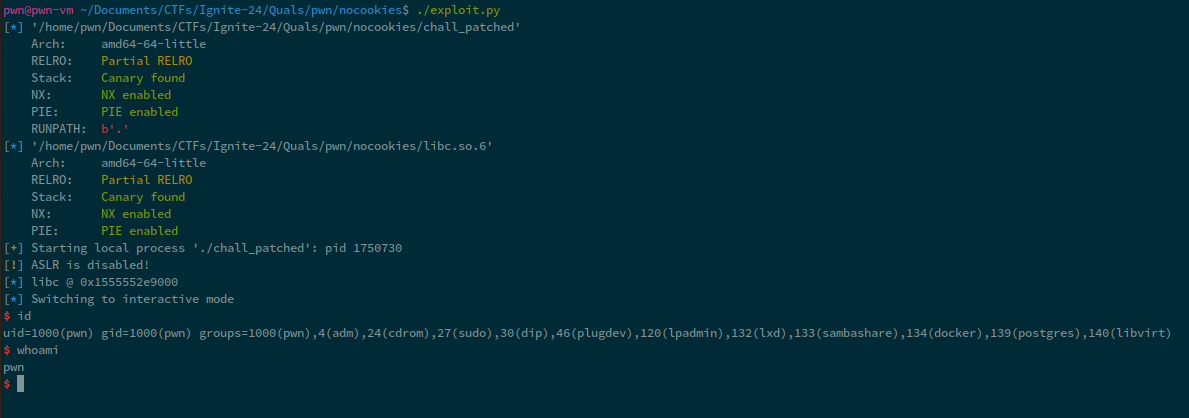 pwn@pwn-vm ~/Documents/CTFs/Ignite-24/Quals/pwn/nocookies$ ./exploit.py
[*] '/home/pwn/Documents/CTFs/Ignite-24/Quals/pwn/nocookies/chall_patched'
    Arch:     amd64-64-little
    RELRO:    Partial RELRO
    Stack:    Canary found
    NX:       NX enabled
    PIE:      PIE enabled
    RUNPATH:  b'.'
[*] '/home/pwn/Documents/CTFs/Ignite-24/Quals/pwn/nocookies/libc.so.6'
    Arch:     amd64-64-little
    RELRO:    Partial RELRO
    Stack:    Canary found
    NX:       NX enabled
    PIE:      PIE enabled
[+] Starting local process './chall_patched': pid 1750730
[!] ASLR is disabled!
[*] libc @ 0x1555552e9000
[*] Switching to interactive mode
$ id
uid=1000(pwn) gid=1000(pwn) groups=1000(pwn),4(adm),24(cdrom),27(sudo),30(dip),46(plugdev),120(lpadmin),132(lxd),133(sambashare),134(docker),139(postgres),140(libvirt)
$ whoami
pwn
$